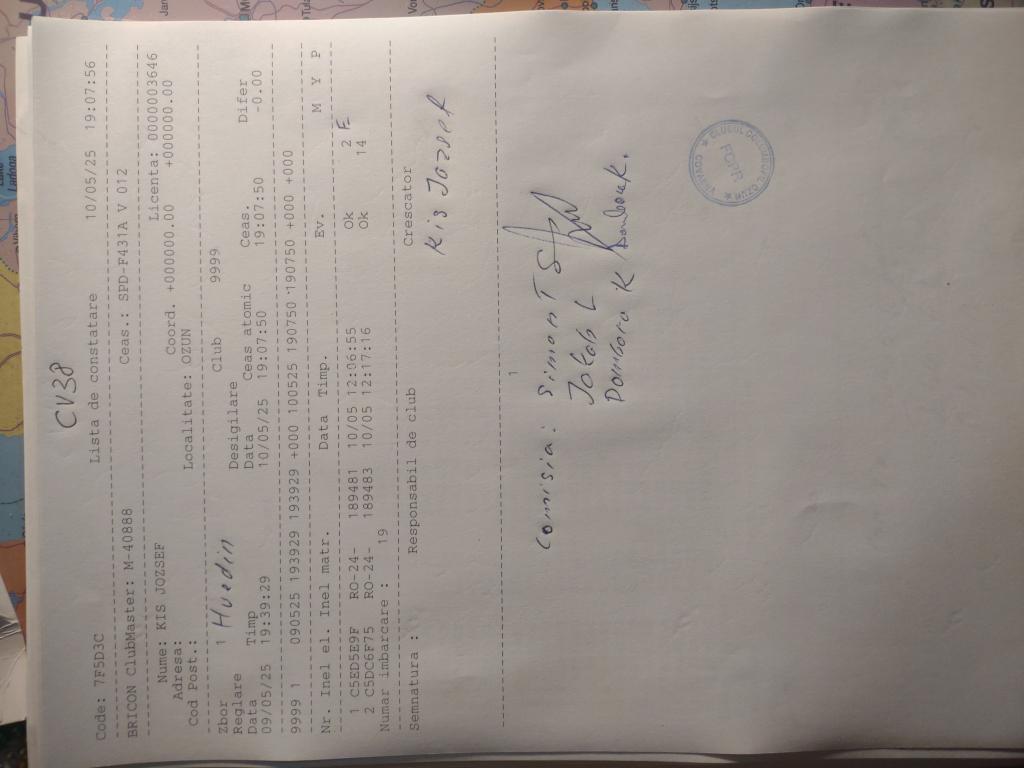 CV38
Code: 7F5D3C Lista de constatare 10/05/25 19:07:56
BRICON ClubMaster: M-40888 Ceas.: SPD-F431A V 012
Nume: KIS JOZSEF Licenta: 0000003646
Adresa: Coord. +000000.00 +000000.00
Cod Post.: Localitate: OZUN
Zbor 1 Huedin Club 9999
Reglare Desigilare
Data Timp Data Ceas atomic Ceas. Difer
09/05/25 19:39:29 10/05/25 19:07:50 19:07:50 -0.00
9999 1 090525 193929 193929 +000 100525 190750 190750 +000 +000
Nr. Inel el. Inel matr. Data Timp. Ev. M Y P
1 C5ED5E9F RO-24- 189481 10/05 12:06:55 Ok 2 F
2 C5DC6F75 RO-24- 189483 10/05 12:17:16 Ok 14
Numar imbarcare : 19
Semnatura : Responsabil de club Crescator
Kis Jozsef
1
Comisia: Simon T
Jakab L
Dombora K
FCPR